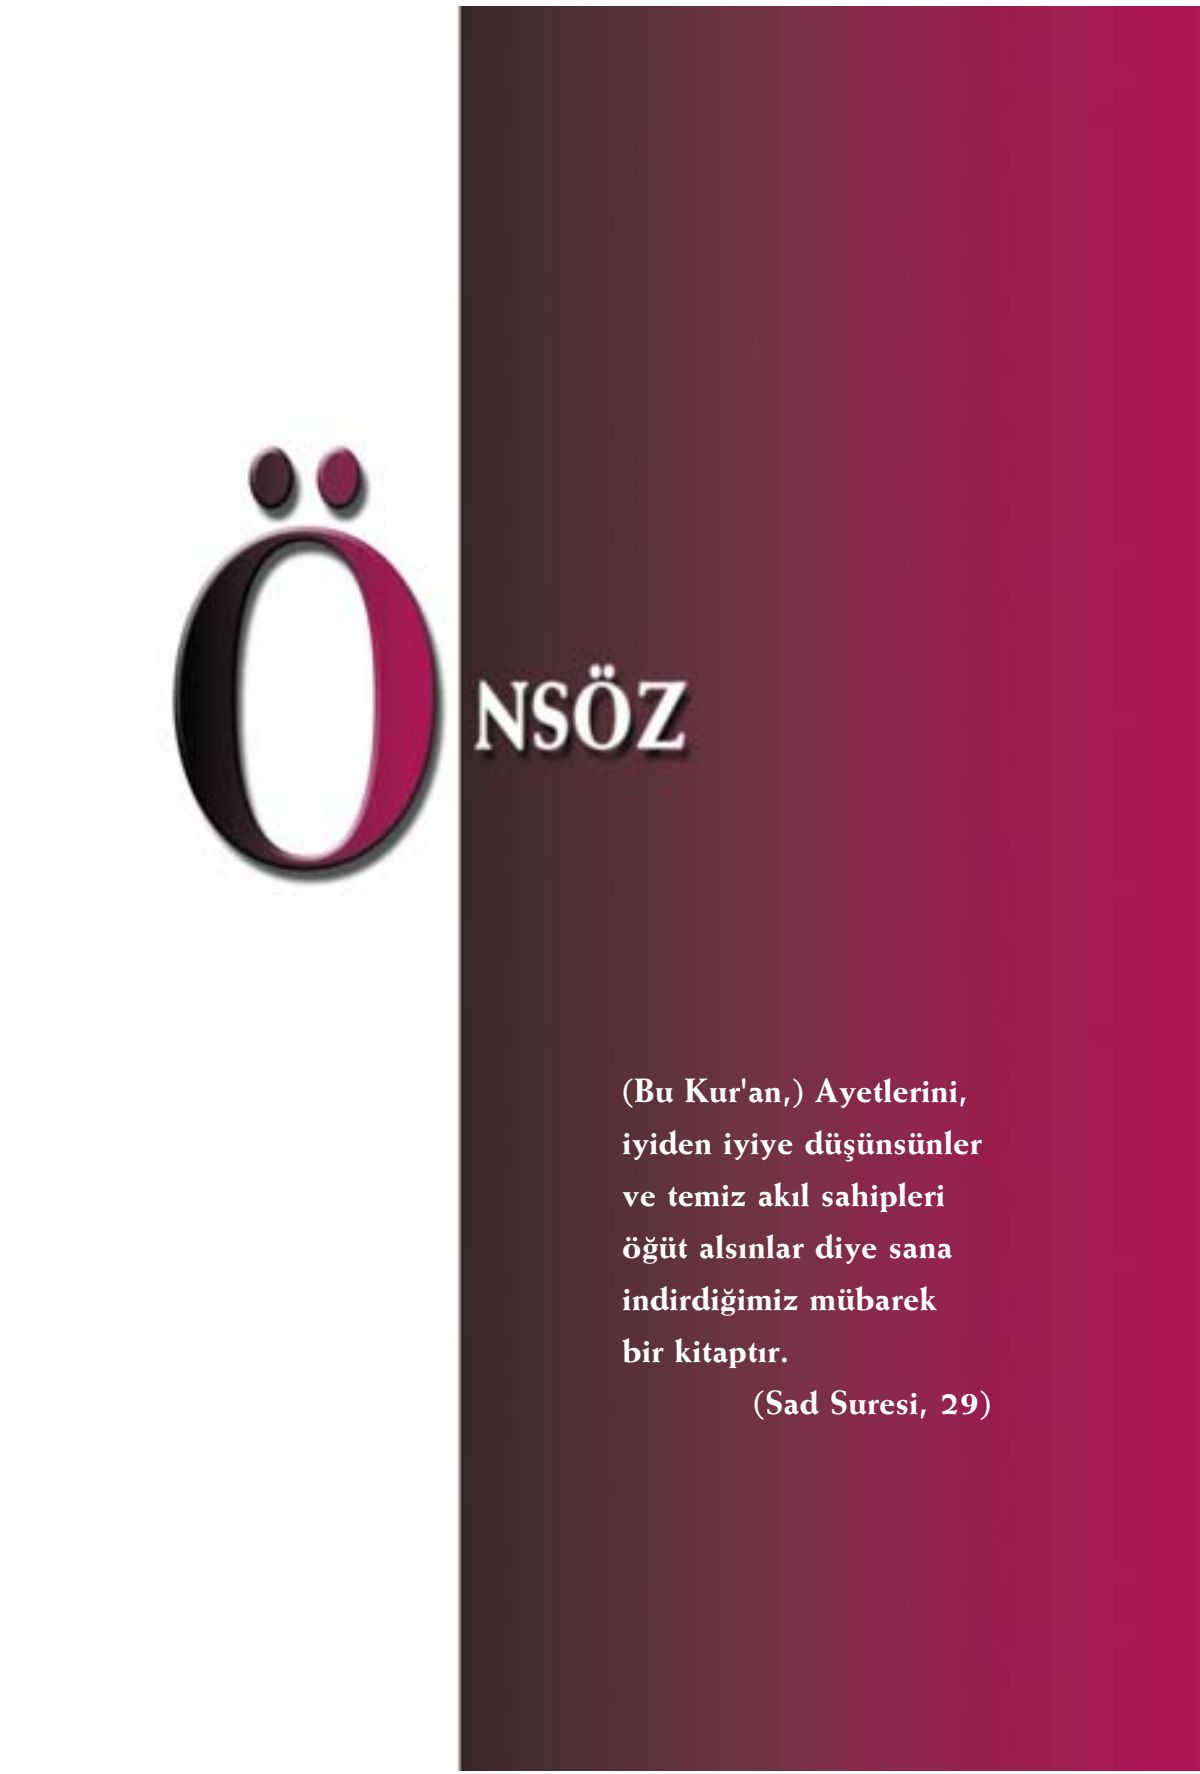 ÖNSÖZ
(Bu Kur'an,) Ayetlerini,
iyiden iyiye düşünsünler
ve temiz akıl sahipleri
öğüt alsınlar diye sana
indirdiğimiz mübarek
bir kitaptır.
(Sad Suresi, 29)